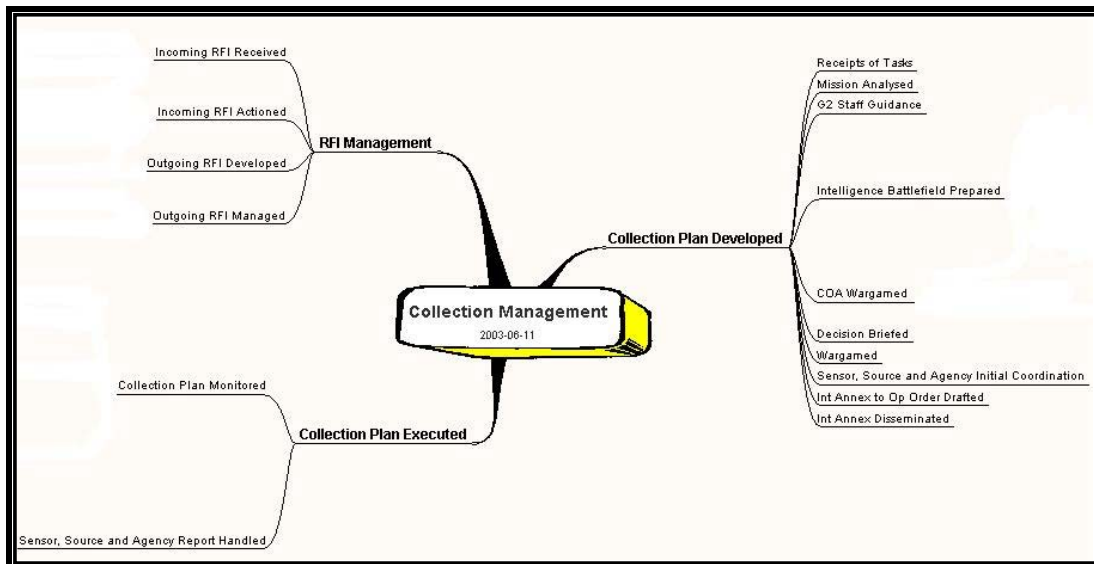 Incoming RFI Received
Incoming RFI Actioned
RFI Management
Outgoing RFI Developed
Outgoing RFI Managed
Receipts of Tasks
Mission Analysed
G2 Staff Guidance
Intelligence Battlefield Prepared
Collection Plan Developed
COA Wargamed
Decision Briefed
Wargamed
Sensor, Source and Agency Initial Coordination
Int Annex to Op Order Drafted
Int Annex Disseminated
Collection Management
2003-06-11
Collection Plan Monitored
Collection Plan Executed
Sensor, Source and Agency Report Handled